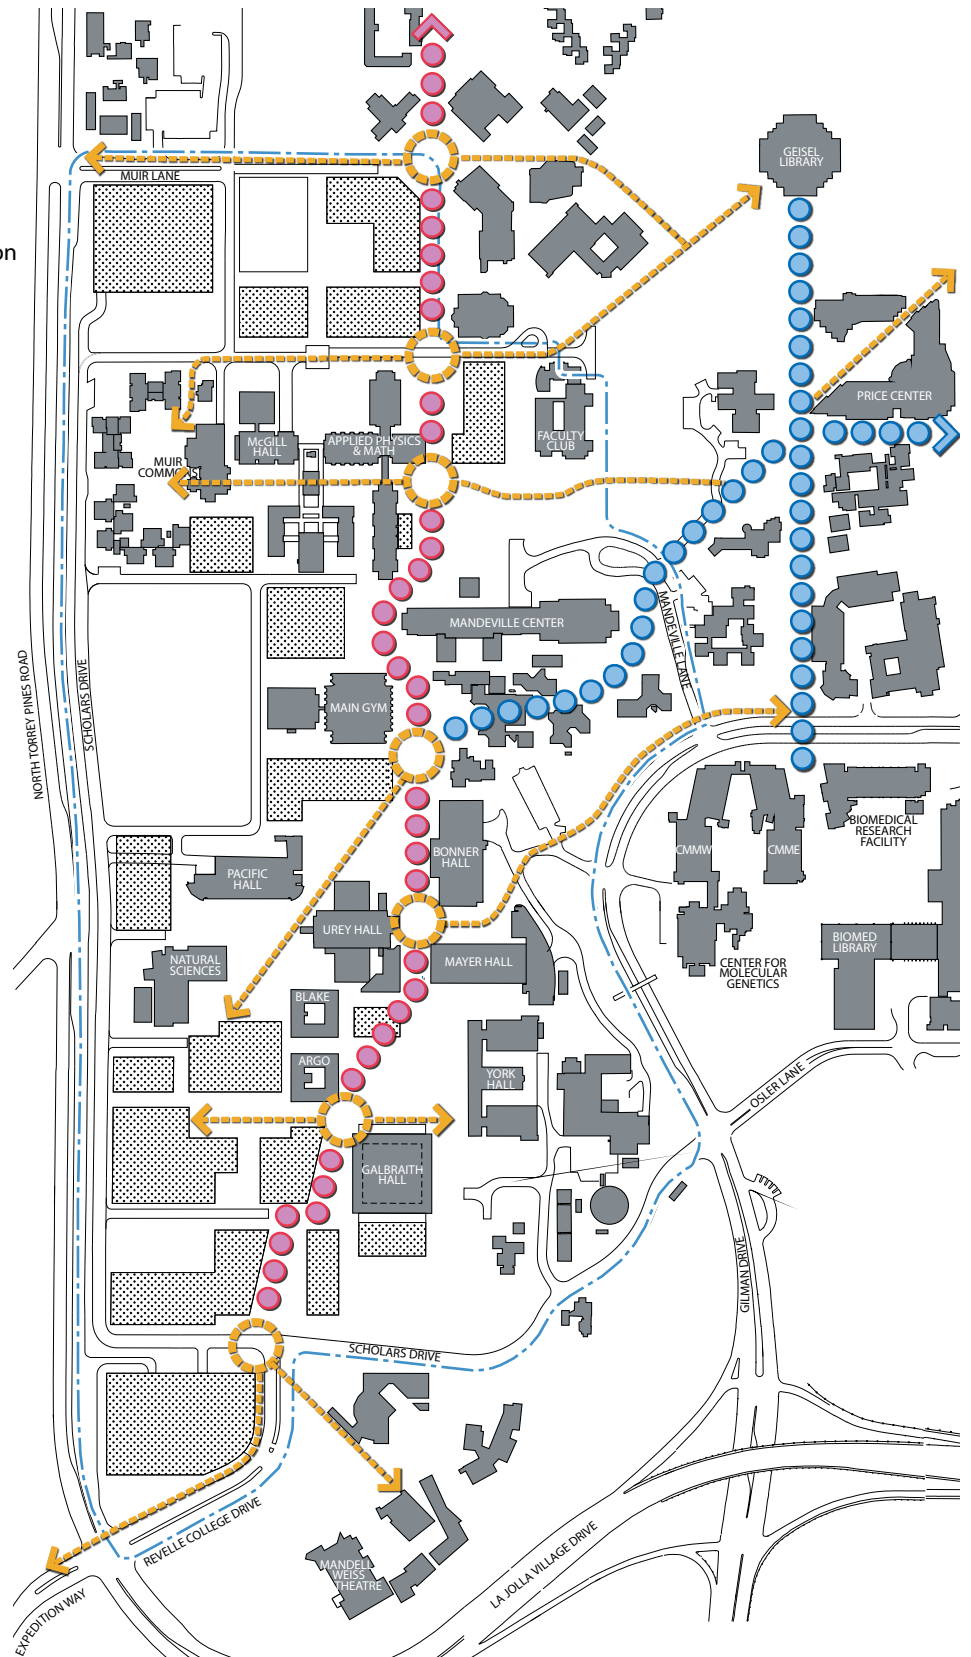 GEISEL
LIBRARY
MUIR LANE
on
PRICE CENTER
McGILL
HALL
APPLIED PHYSICS
& MATH
FACULTY
CLUB
MUIR
COMMONS
MANDEVILLE CENTER
MANDEVILLE LANE
NORTH TORREY PINES ROAD
SCHOLARS DRIVE
MAIN GYM
BONNER
HALL
CMMW
CMME
BIOMEDICAL
RESEARCH
FACILITY
PACIFIC
HALL
UREY HALL
MAYER HALL
BIOMED
LIBRARY
NATURAL
SCIENCES
CENTER FOR
MOLECULAR
GENETICS
BLAKE
ARGO
YORK
HALL
OSLER LANE
GALBRAITH
HALL
GILMAN DRIVE
SCHOLARS DRIVE
REVELLE COLLEGE DRIVE
MANDELL
WEISS
THEATRE
LA JOLLA VILLAGE DRIVE
EXPEDITION WAY